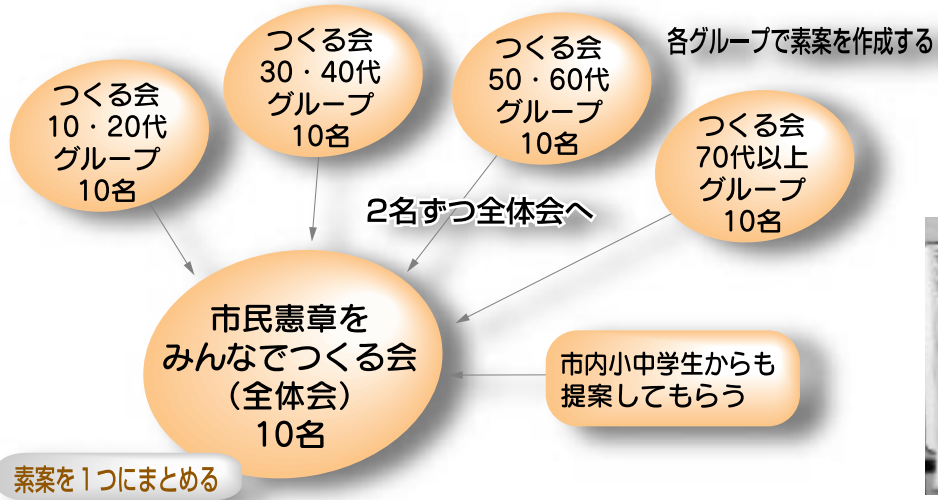 各グループで素案を作成する
つくる会
10・20代
グループ
10名
つくる会
30・40代
グループ
10名
つくる会
50・60代
グループ
10名
つくる会
70代以上
グループ
10名
2名ずつ全体会へ
市民憲章を
みんなでつくる会
（全体会）
10名
市内小中学生からも
提案してもらう
素案を１つにまとめる